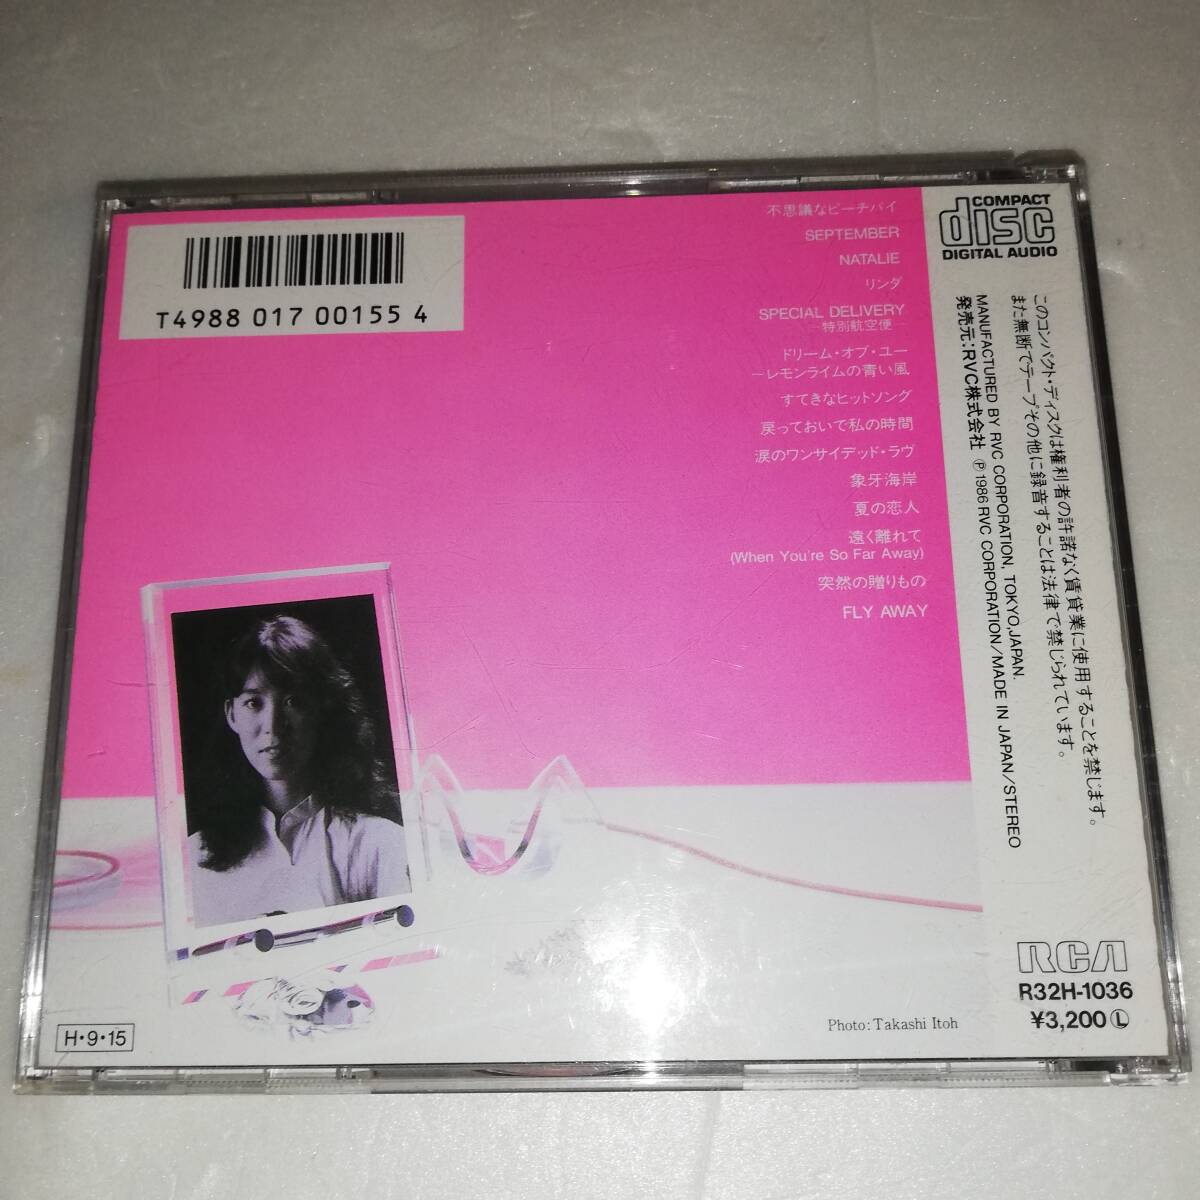 T4988 017 00155 4
不思議なピーチパイ
SEPTEMBER
NATALIE
リンダ
SPECIAL DELIVERY
—特別航空便—
ドリーム・オブ・ユー
—レモンライムの青い風
すてきなヒットソング
戻っておいで私の時間
涙のワンサイデッド・ラヴ
象牙海岸
夏の恋人
遠く離れて
(When You're So Far Away)
突然の贈りもの
FLY AWAY
COMPACT
disc
DIGITAL AUDIO
このコンパクト・ディスクは権利者の許諾なく賃貸業に使用することを禁じます。
また無断でテープその他に録音することは法律で禁じられています。
MANUFACTURED BY RVC CORPORATION, TOKYO, JAPAN.
発売元:RVC株式会社 Ⓟ1986 RVC CORPORATION/MADE IN JAPAN/STEREO
RCA
R32H-1036
¥3,200Ⓛ
Photo: Takashi Itoh
H・9・15